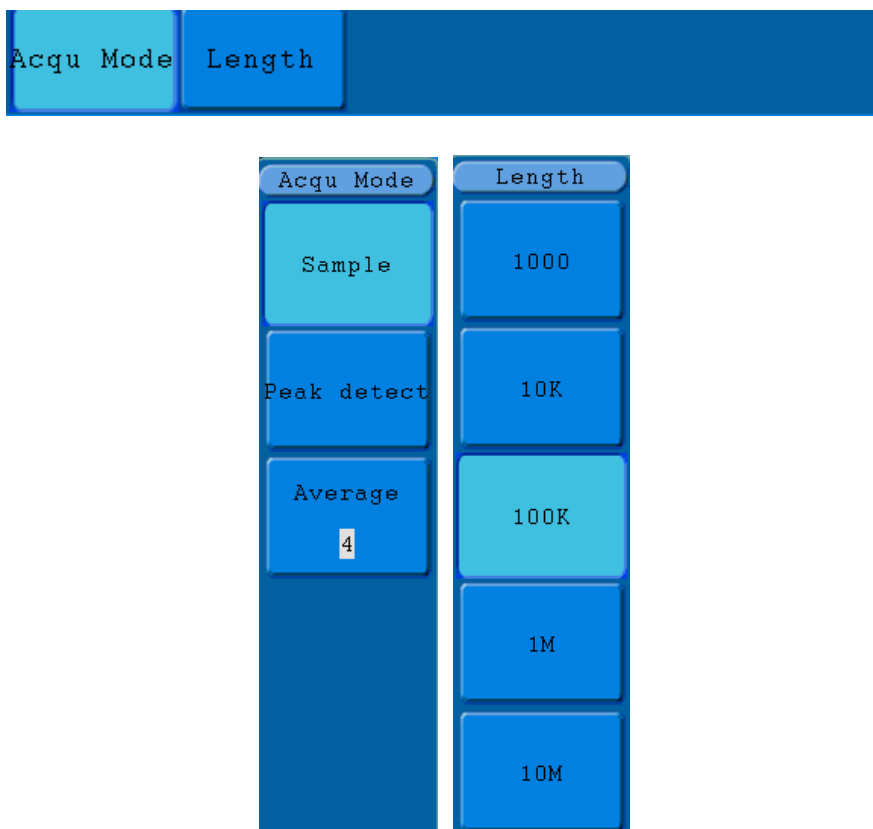 Acqu Mode Length
Acqu Mode
Sample
Peak detect
Average
4
Length
1000
10K
100K
1M
10M